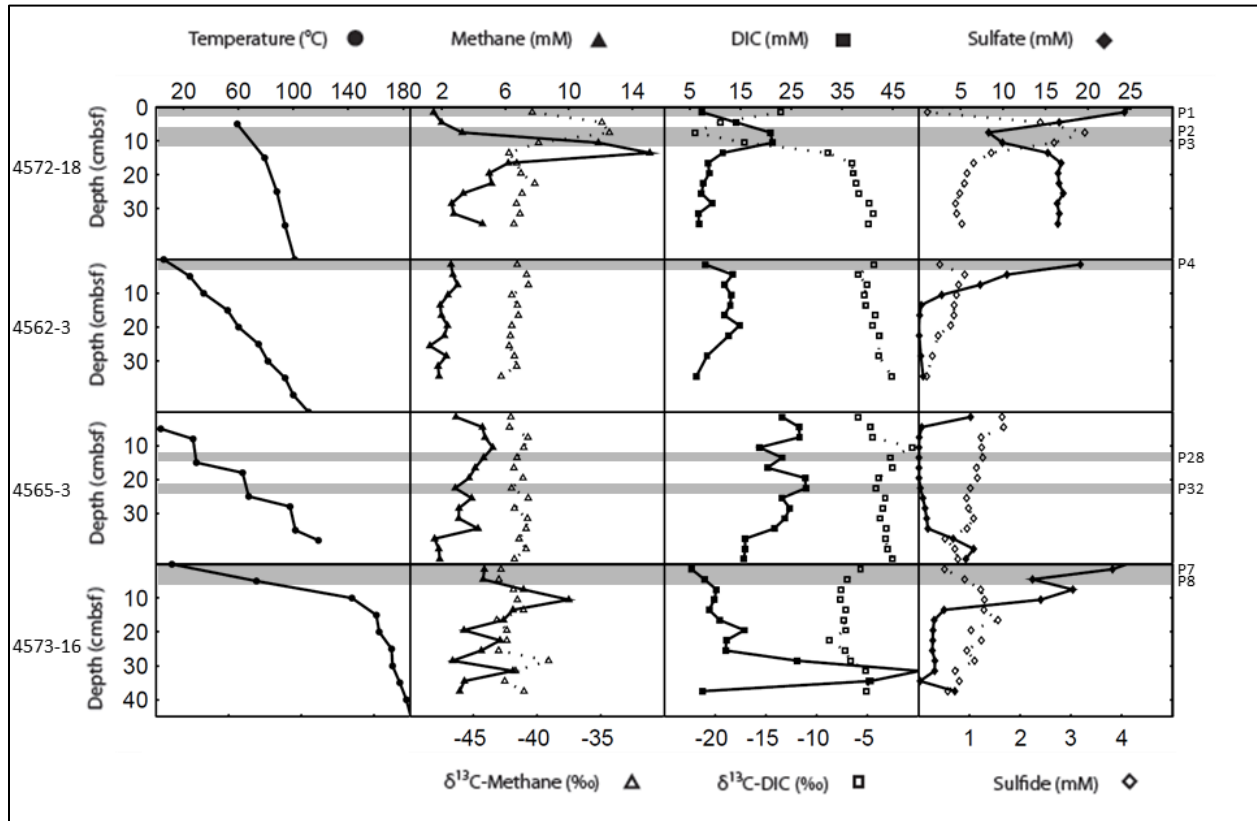 Temperature (°C) Methane (mM) DIC (mM) Sulfate (mM)
20 60 100 140 180 2 6 10 14 5 15 25 35 45 5 10 15 20 25
0 P1
4572-18 Depth (cmbsf) 10 20 30 P2
P3
4562-3 Depth (cmbsf) 10 20 30 P4
4565-3 Depth (cmbsf) 10 20 30 P28
P32
4573-16 Depth (cmbsf) 10 20 30 40 P7
P8
-45 -40 -35 -20 -15 -10 -5 1 2 3 4
δ¹³C-Methane (‰) δ¹³C-DIC (‰) Sulfide (mM)